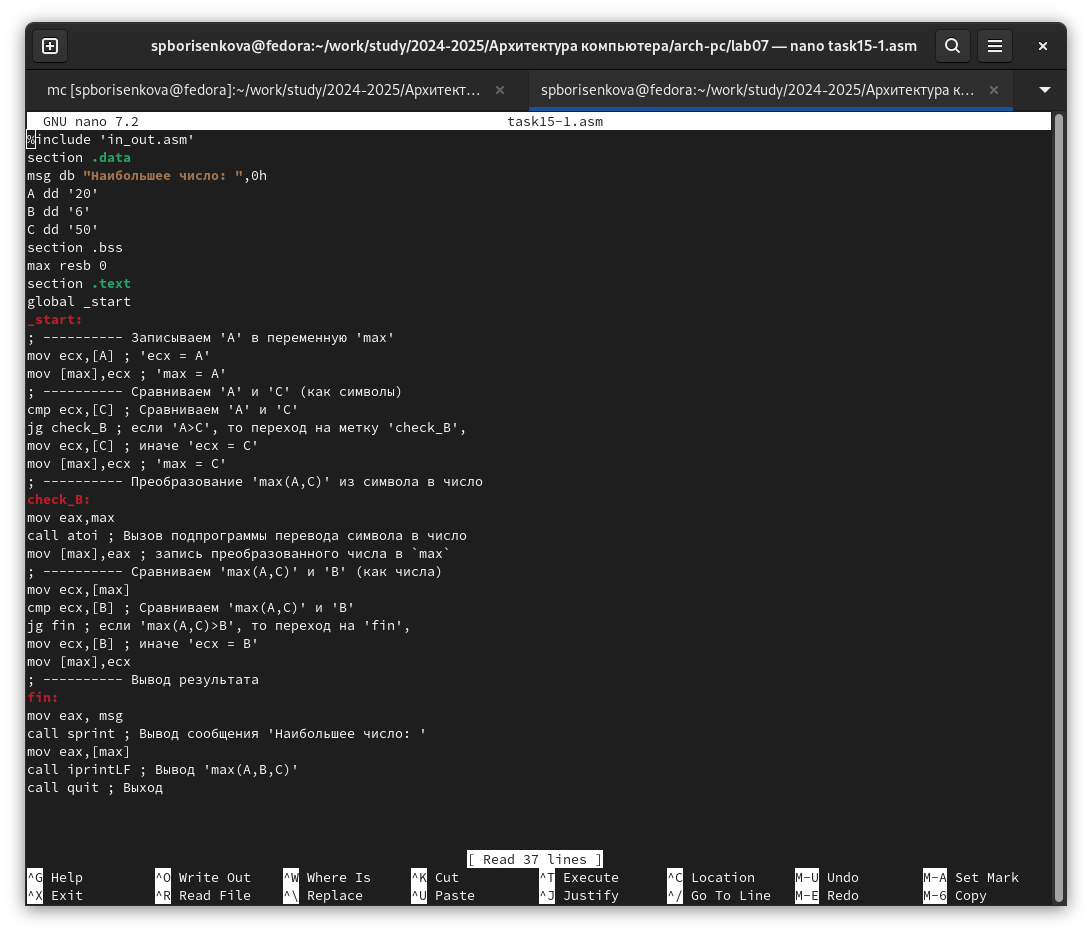 spborisenkova@fedora:~/work/study/2024-2025/Архитектура компьютера/arch-pc/lab07 — nano task15-1.asm
mc [spborisenkova@fedora]:~/work/study/2024-2025/Архитект...
spborisenkova@fedora:~/work/study/2024-2025/Архитектура к...
GNU nano 7.2 task15-1.asm
%include 'in_out.asm'
section .data
msg db "Наибольшее число: ",0h
A dd '20'
B dd '6'
C dd '50'
section .bss
max resb 0
section .text
global _start
_start:
; ---------- Записываем 'A' в переменную 'max'
mov ecx,[A] ; 'ecx = A'
mov [max],ecx ; 'max = A'
; ---------- Сравниваем 'A' и 'С' (как символы)
cmp ecx,[C] ; Сравниваем 'A' и 'С'
jg check_B ; если 'A>C', то переход на метку 'check_B',
mov ecx,[C] ; иначе 'ecx = C'
mov [max],ecx ; 'max = C'
; ---------- Преобразование 'max(A,C)' из символа в число
check_B:
mov eax,max
call atoi ; Вызов подпрограммы перевода символа в число
mov [max],eax ; запись преобразованного числа в `max`
; ---------- Сравниваем 'max(A,C)' и 'B' (как числа)
mov ecx,[max]
cmp ecx,[B] ; Сравниваем 'max(A,C)' и 'B'
jg fin ; если 'max(A,C)>B', то переход на 'fin',
mov ecx,[B] ; иначе 'ecx = B'
mov [max],ecx
; ---------- Вывод результата
fin:
mov eax, msg
call sprint ; Вывод сообщения 'Наибольшее число: '
mov eax,[max]
call iprintLF ; Вывод 'max(A,B,C)'
call quit ; Выход
[ Read 37 lines ]
^G Help ^O Write Out ^W Where Is ^K Cut ^T Execute ^C Location M-U Undo M-A Set Mark
^X Exit ^R Read File ^\ Replace ^U Paste ^J Justify ^/ Go To Line M-E Redo M-6 Copy